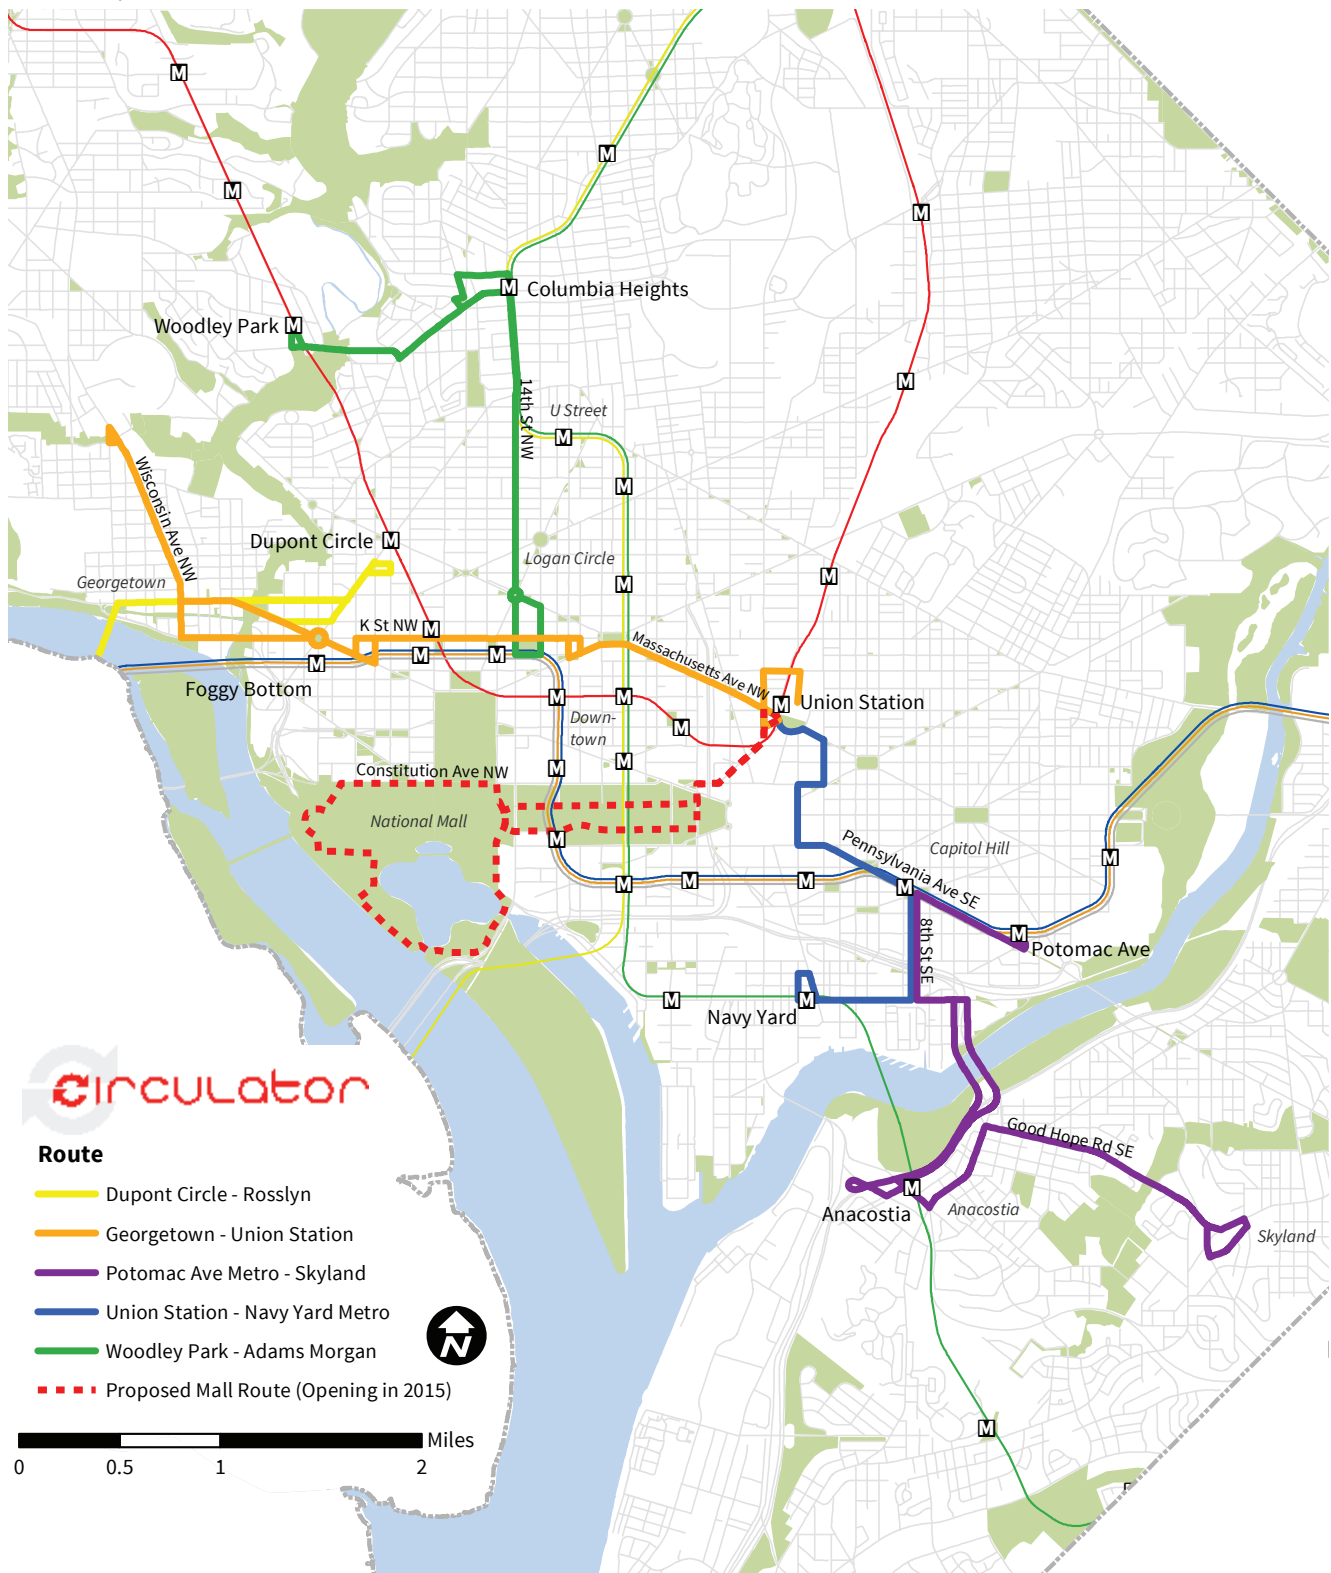 M
M
M
M
M Columbia Heights
Woodley Park M
M
14th St NW
U Street
M
M
Wisconsin Ave NW
Dupont Circle M
Logan Circle
Georgetown
M
M
K St NW M
Massachusetts Ave NW
M
M
M
Foggy Bottom
M
M
M Union Station
Down-
town
M
M
M
Constitution Ave NW
National Mall
M
Pennsylvania Ave SE
Capitol Hill
M
M
M
M
M
8th St SE
M
Potomac Ave
M
Navy Yard M
circulator
Good Hope Rd SE
M
Anacostia
Anacostia
Skyland
Route
Dupont Circle - Rosslyn
Georgetown - Union Station
Potomac Ave Metro - Skyland
Union Station - Navy Yard Metro
Woodley Park - Adams Morgan
N
Proposed Mall Route (Opening in 2015)
M
Miles
0 0.5 1 2